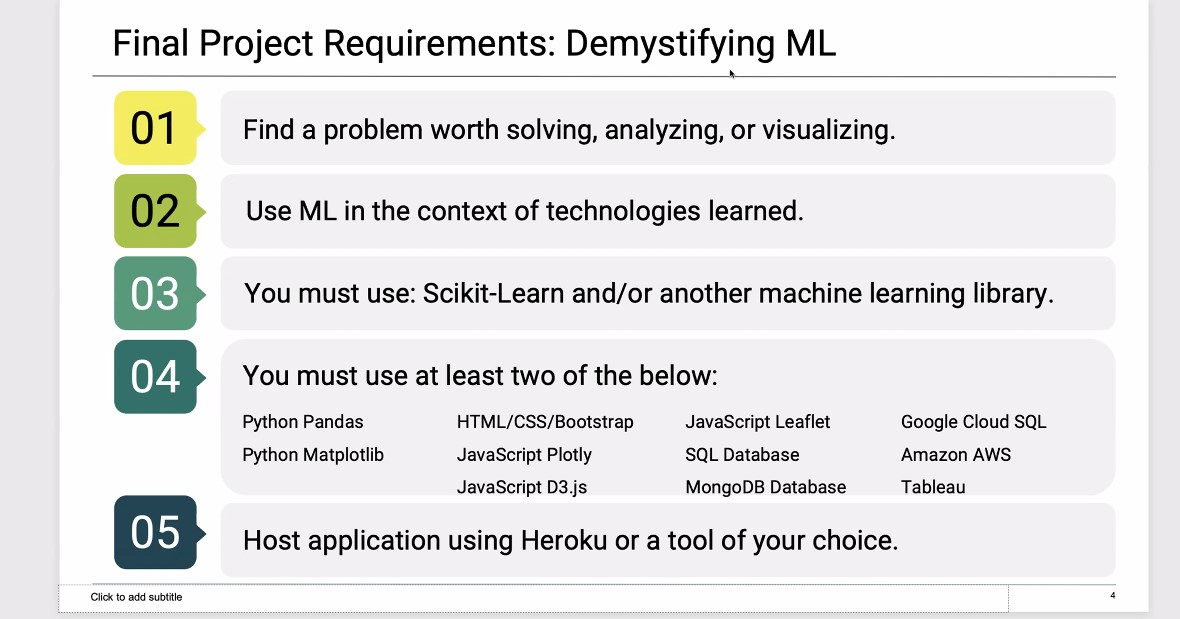 Final Project Requirements: Demystifying ML
01
Find a problem worth solving, analyzing, or visualizing.
02
Use ML in the context of technologies learned.
03
You must use: Scikit-Learn and/or another machine learning library.
04
You must use at least two of the below:
Python Pandas HTML/CSS/Bootstrap JavaScript Leaflet Google Cloud SQL
Python Matplotlib JavaScript Plotly SQL Database Amazon AWS
JavaScript D3.js MongoDB Database Tableau
05
Host application using Heroku or a tool of your choice.
Click to add subtitle
4